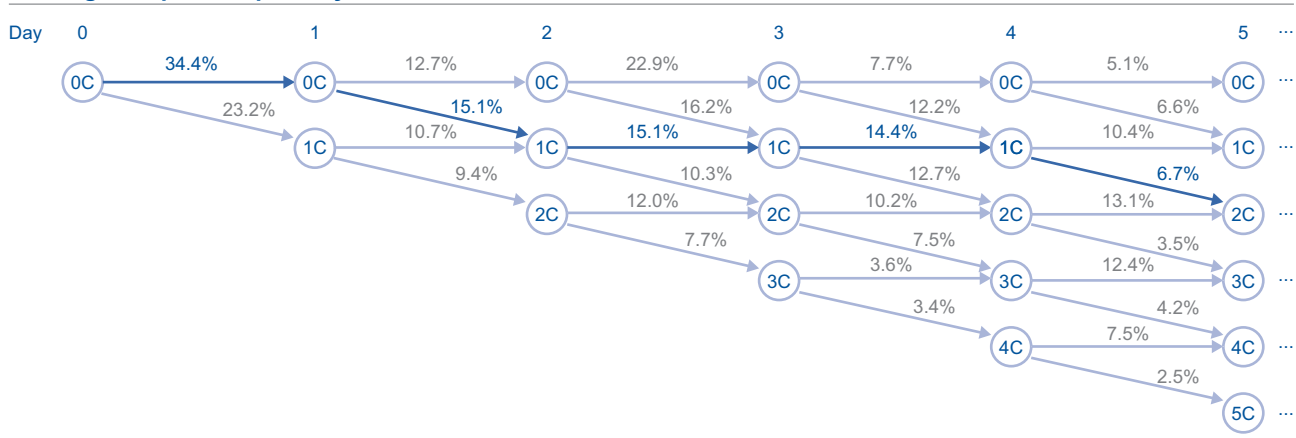 Day 0 1 2 3 4 5 ...
34.4% 12.7% 22.9% 7.7% 5.1%
0C 0C 0C 0C 0C 0C ...
23.2% 15.1% 16.2% 12.2% 6.6%
10.7% 15.1% 14.4% 10.4%
1C 1C 1C 1C 1C ...
9.4% 10.3% 12.7% 6.7%
12.0% 10.2% 13.1%
2C 2C 2C 2C ...
7.7% 7.5% 3.5%
3.6% 12.4%
3C 3C 3C ...
3.4% 4.2%
7.5%
4C 4C ...
2.5%
5C ...